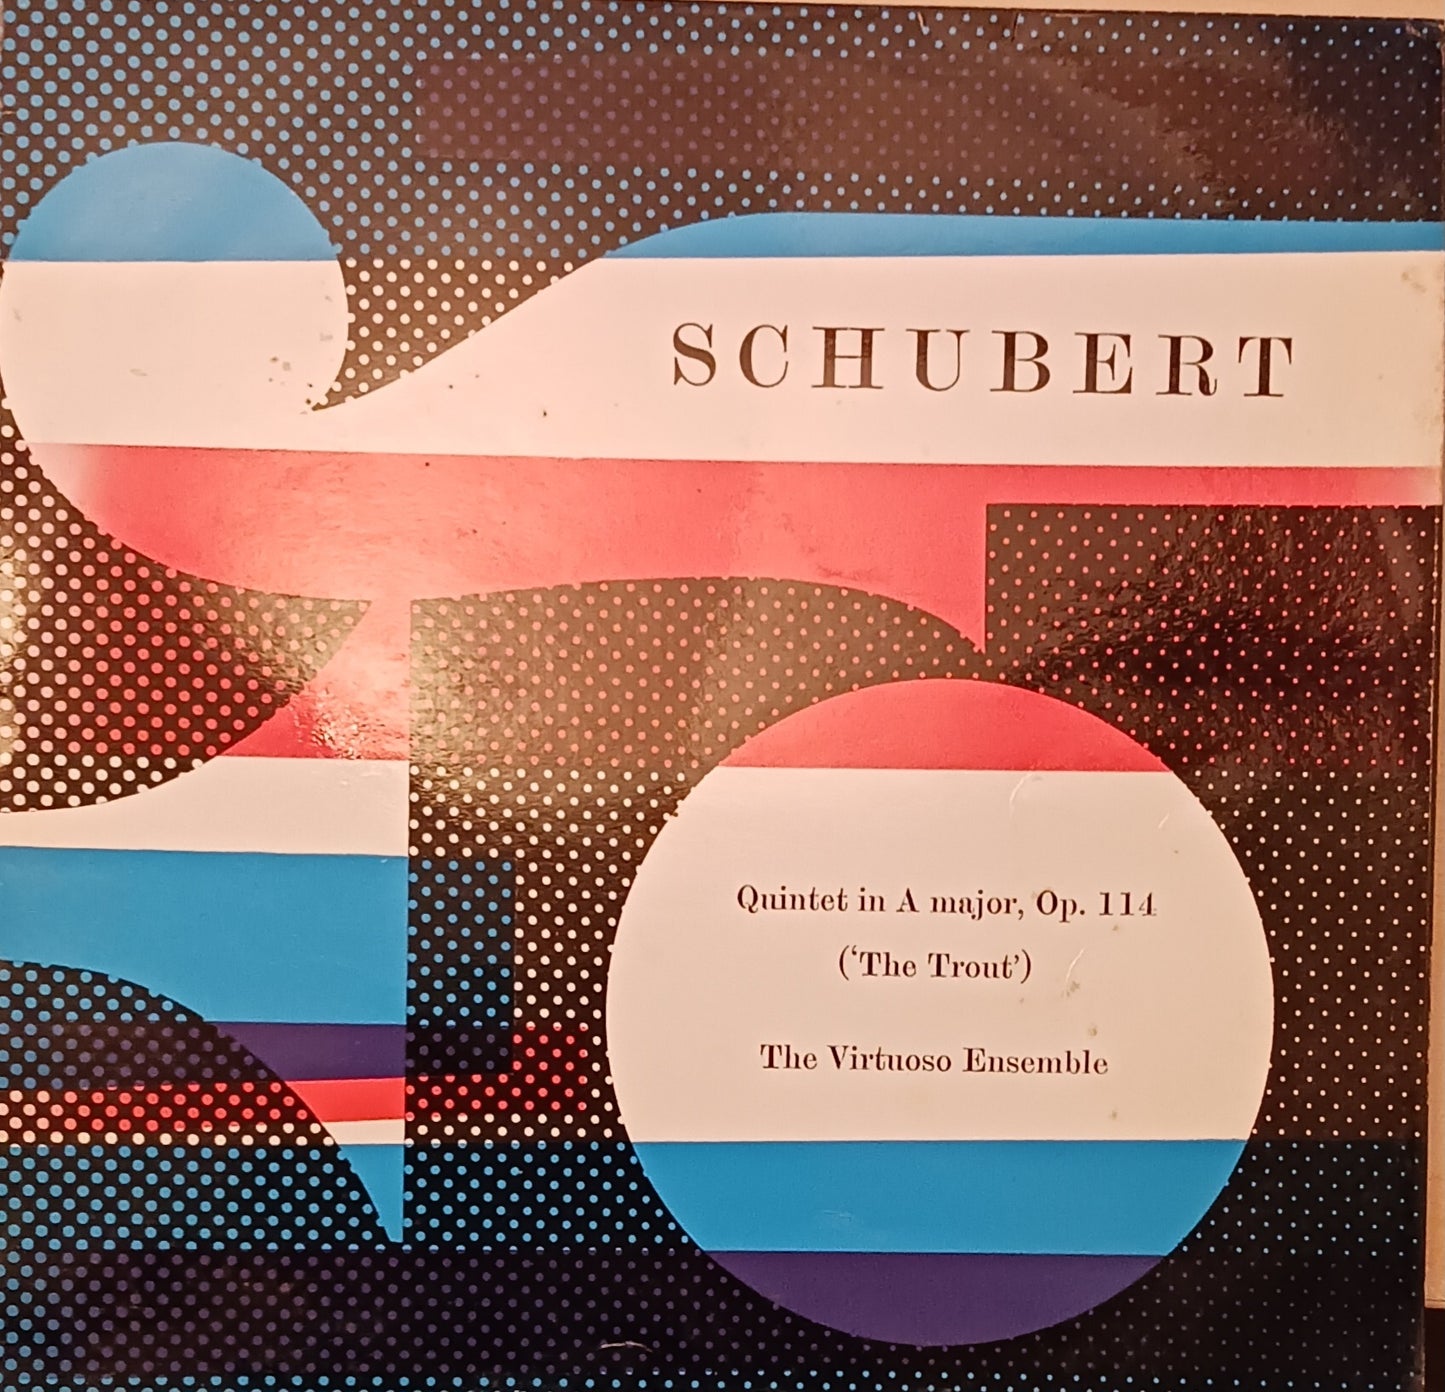 SCHUBERT
Quintet in A major, Op. 114
(‘The Trout’)
The Virtuoso Ensemble